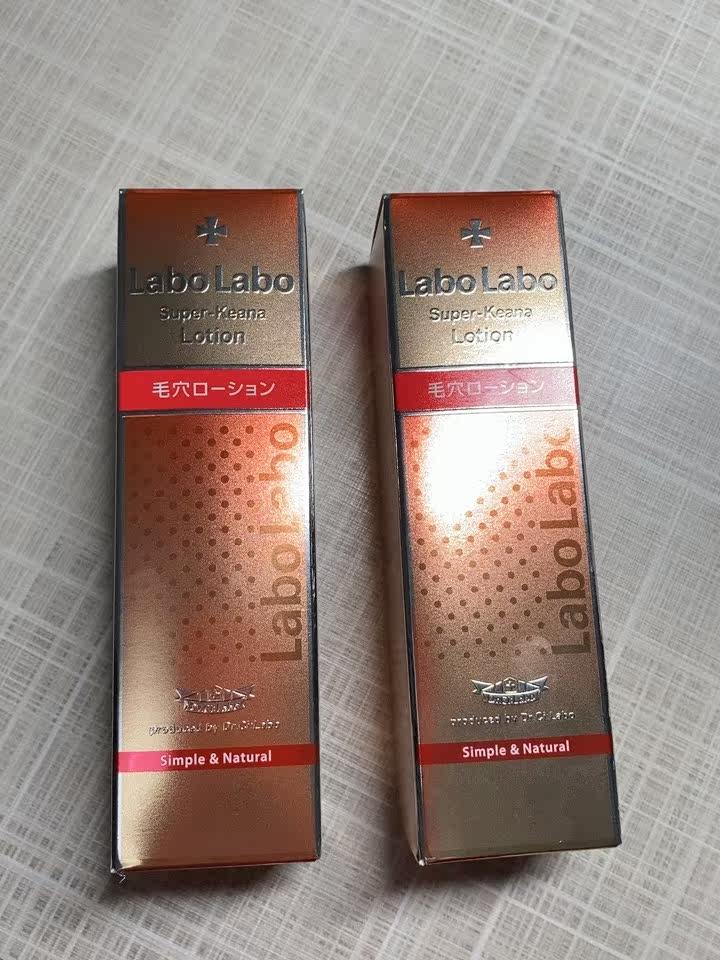 Labo Labo
Super-Keana
Lotion
毛穴ローション
Labo Labo
produced by Dr.Ci:Labo
Simple & Natural
Labo Labo
Super-Keana
Lotion
毛穴ローション
Labo Labo
produced by Dr.Ci:Labo
Simple & Natural